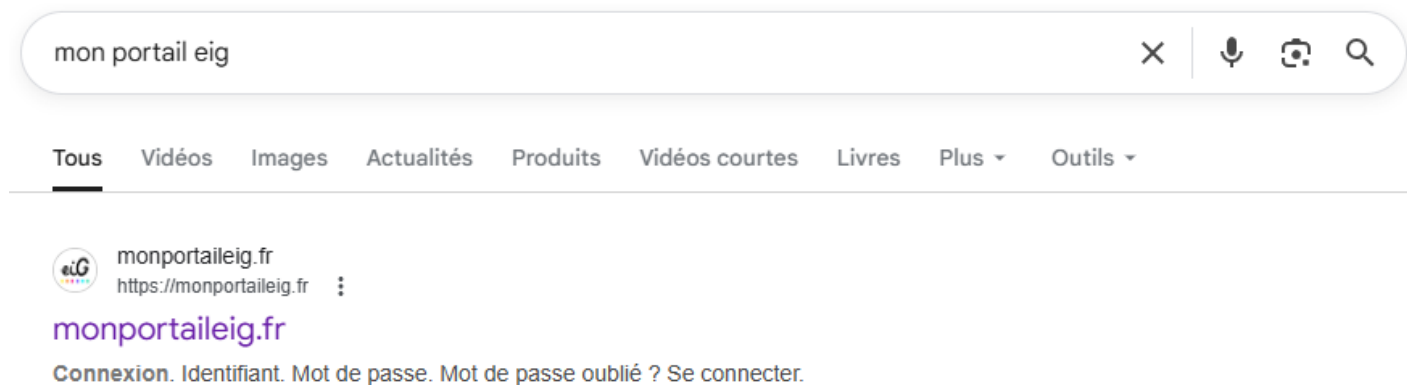 mon portail eig
Tous Vidéos Images Actualités Produits Vidéos courtes Livres Plus Outils
eiG
monportaileig.fr
https://monportaileig.fr
monportaileig.fr
Connexion. Identifiant. Mot de passe. Mot de passe oublié ? Se connecter.